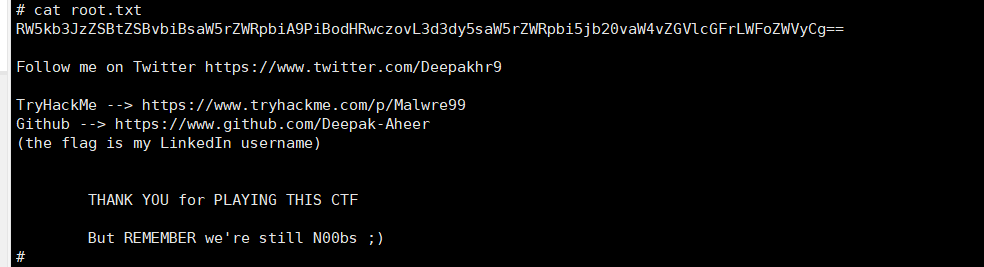 # cat root.txt
RW5kb3JzZSBtZSBvbiBsaW5rZWRpbiA9PiBodHRwczovL3d3dy5saW5rZWRpbi5jb20vaW4vZGVlcGFrLWFoZWVyCg==
Follow me on Twitter https://www.twitter.com/Deepakhr9
TryHackMe --> https://www.tryhackme.com/p/Malwre99
Github --> https://www.github.com/Deepak-Aheer
(the flag is my LinkedIn username)
THANK YOU for PLAYING THIS CTF
But REMEMBER we're still N00bs ;)
#